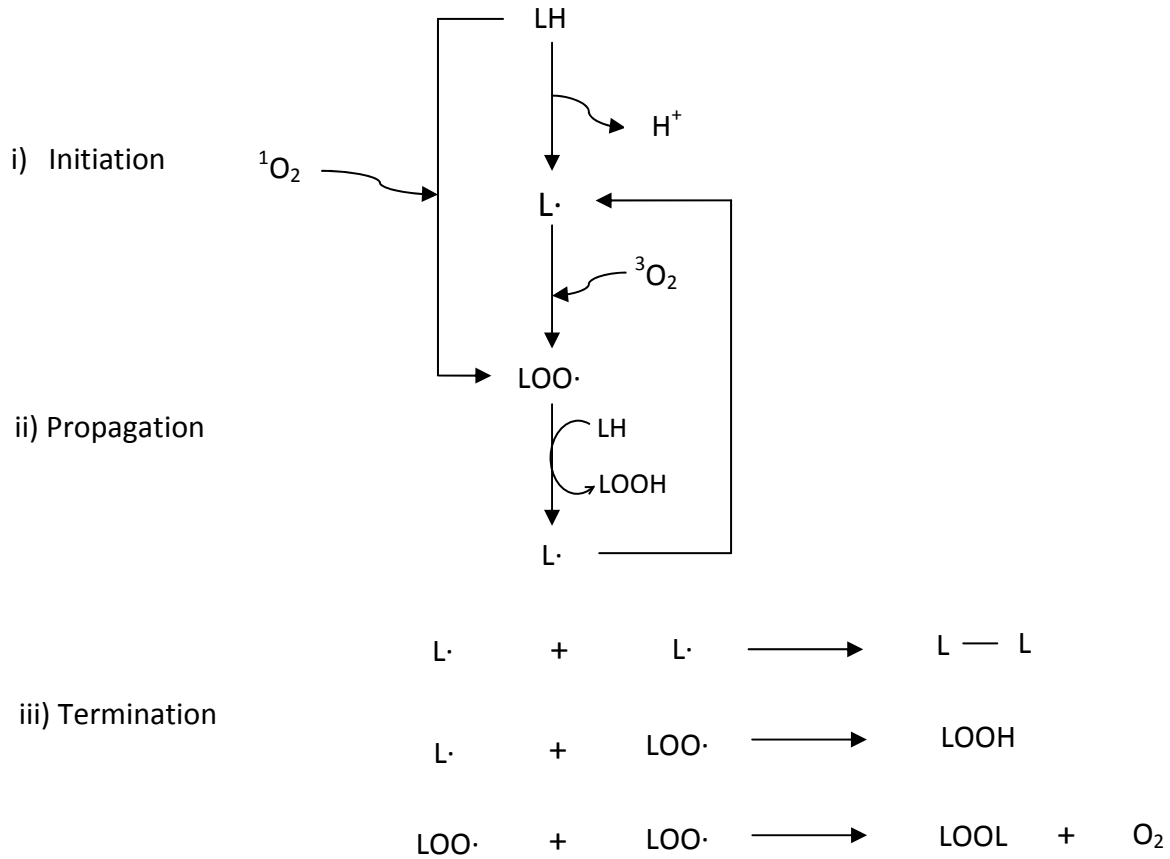 LH
H⁺
i) Initiation
¹O₂
L·
³O₂
LOO·
ii) Propagation
LH
LOOH
L·
L· + L· L — L
iii) Termination
L· + LOO· LOOH
LOO· + LOO· LOOL + O₂